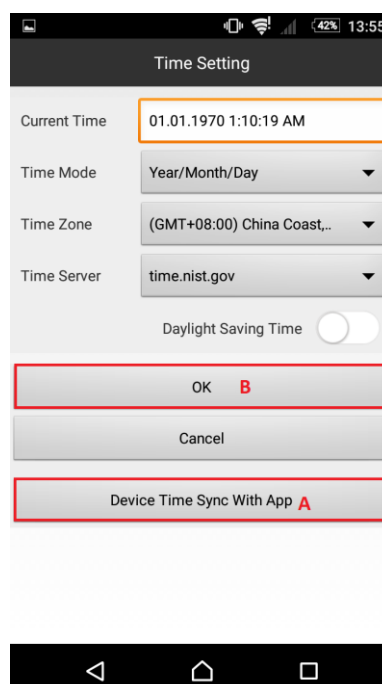 42% 13:55
Time Setting
Current Time 01.01.1970 1:10:19 AM
Time Mode Year/Month/Day
Time Zone (GMT+08:00) China Coast,..
Time Server time.nist.gov
Daylight Saving Time
OK B
Cancel
Device Time Sync With App A